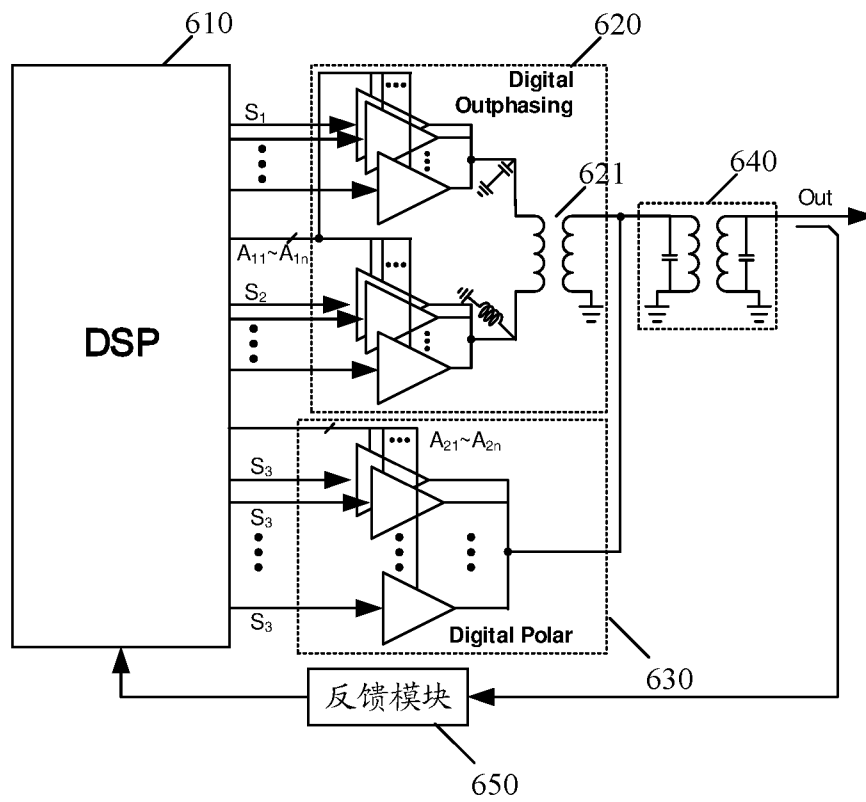 610
620
Digital
Outphasing
S₁
621
640
Out
A₁₁~A₁ₙ
S₂
DSP
A₂₁~A₂ₙ
S₃
S₃
S₃
Digital Polar
630
反馈模块
650